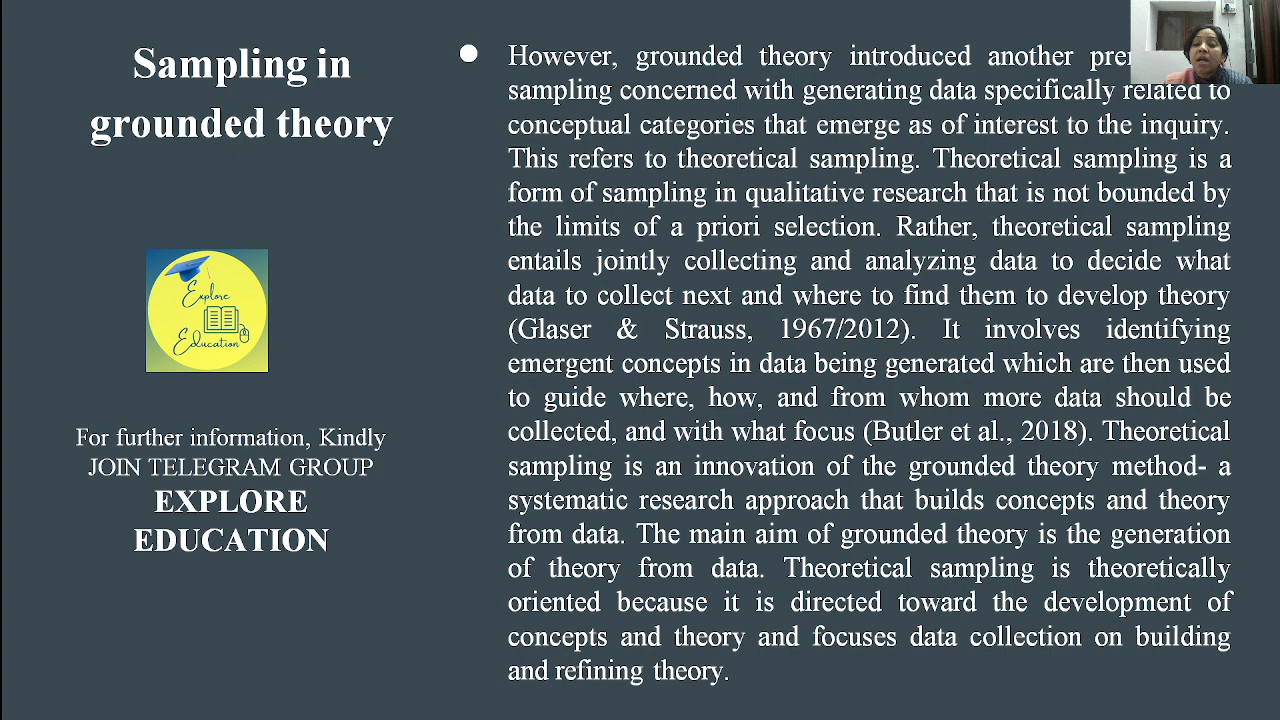 Sampling in
grounded theory
Explore
Education
For further information, Kindly
JOIN TELEGRAM GROUP
EXPLORE
EDUCATION
However, grounded theory introduced another
sampling concerned with generating data specifically related to
conceptual categories that emerge as of interest to the inquiry.
This refers to theoretical sampling. Theoretical sampling is a
form of sampling in qualitative research that is not bounded by
the limits of a priori selection. Rather, theoretical sampling
entails jointly collecting and analyzing data to decide what
data to collect next and where to find them to develop theory
(Glaser & Strauss, 1967/2012). It involves identifying
emergent concepts in data being generated which are then used
to guide where, how, and from whom more data should be
collected, and with what focus (Butler et al., 2018). Theoretical
sampling is an innovation of the grounded theory method- a
systematic research approach that builds concepts and theory
from data. The main aim of grounded theory is the generation
of theory from data. Theoretical sampling is theoretically
oriented because it is directed toward the development of
concepts and theory and focuses data collection on building
and refining theory.